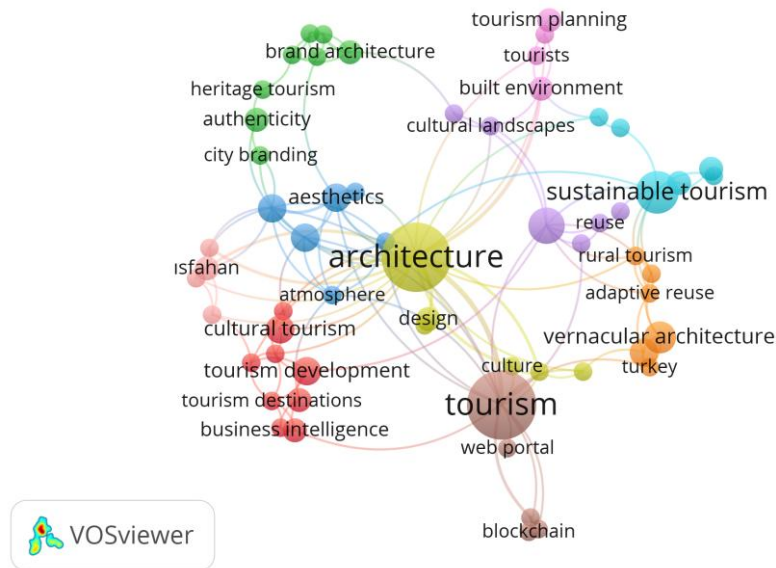 tourism planning
brand architecture
tourists
heritage tourism
built environment
authenticity
cultural landscapes
city branding
aesthetics
sustainable tourism
reuse
architecture
rural tourism
ısfahan
atmosphere
adaptive reuse
cultural tourism
design
vernacular architecture
tourism development
culture
turkey
tourism destinations
tourism
business intelligence
web portal
blockchain
VOSviewer